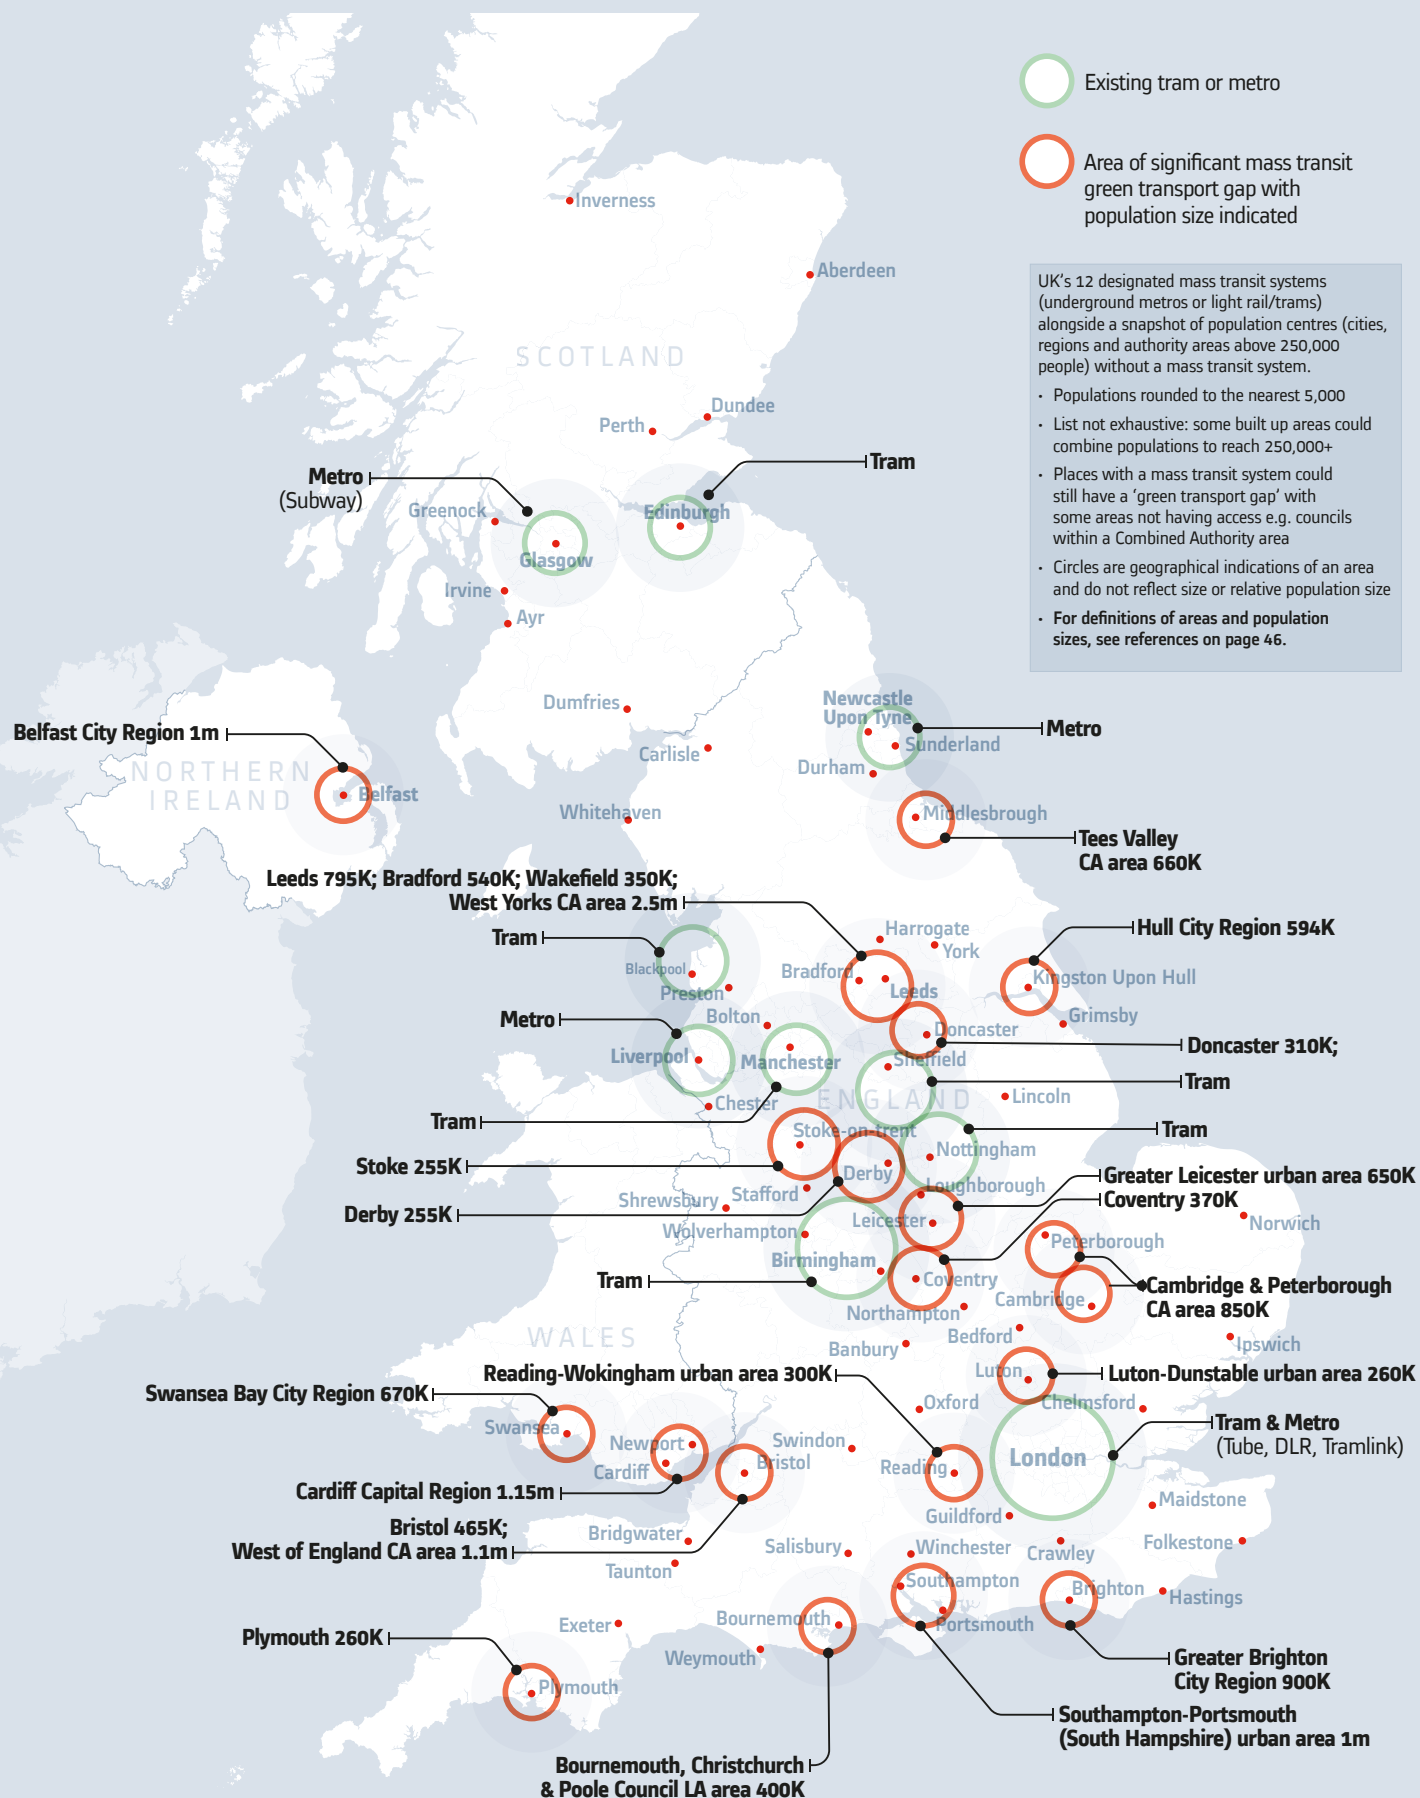 Existing tram or metro
Area of significant mass transit
green transport gap with
population size indicated
UK's 12 designated mass transit systems
(underground metros or light rail/trams)
alongside a snapshot of population centres (cities,
regions and authority areas above 250,000
people) without a mass transit system.
• Populations rounded to the nearest 5,000
• List not exhaustive: some built up areas could
combine populations to reach 250,000+
• Places with a mass transit system could
still have a 'green transport gap' with
some areas not having access e.g. councils
within a Combined Authority area
• Circles are geographical indications of an area
and do not reflect size or relative population size
• For definitions of areas and population
sizes, see references on page 46.
Inverness
Aberdeen
SCOTLAND
Dundee
Perth
Tram
Metro
(Subway)
Greenock
Edinburgh
Glasgow
Irvine
Ayr
Dumfries
Newcastle
Upon Tyne
Metro
Sunderland
Carlisle
Durham
Belfast City Region 1m
NORTHERN
IRELAND
Belfast
Whitehaven
Middlesbrough
Tees Valley
CA area 660K
Leeds 795K; Bradford 540K; Wakefield 350K;
West Yorks CA area 2.5m
Hull City Region 594K
Harrogate
York
Tram
Blackpool
Preston
Bradford
Leeds
Kingston Upon Hull
Grimsby
Metro
Bolton
Doncaster
Doncaster 310K;
Liverpool
Manchester
Sheffield
Tram
ENGLAND
Lincoln
Chester
Tram
Stoke-on-trent
Tram
Nottingham
Stoke 255K
Derby
Greater Leicester urban area 650K
Loughborough
Coventry 370K
Stafford
Shrewsbury
Derby 255K
Leicester
Norwich
Wolverhampton
Peterborough
Birmingham
Tram
Coventry
Cambridge & Peterborough
CA area 850K
Cambridge
Northampton
WALES
Bedford
Banbury
Ipswich
Reading-Wokingham urban area 300K
Luton
Luton-Dunstable urban area 260K
Swansea Bay City Region 670K
Chelmsford
Oxford
Tram & Metro
(Tube, DLR, Tramlink)
Swansea
Newport
Swindon
London
Cardiff
Bristol
Reading
Cardiff Capital Region 1.15m
Maidstone
Guildford
Bristol 465K;
West of England CA area 1.1m
Bridgwater
Salisbury
Winchester
Crawley
Folkestone
Taunton
Southampton
Brighton
Hastings
Exeter
Bournemouth
Portsmouth
Plymouth 260K
Weymouth
Greater Brighton
City Region 900K
Plymouth
Southampton-Portsmouth
(South Hampshire) urban area 1m
Bournemouth, Christchurch
& Poole Council LA area 400K